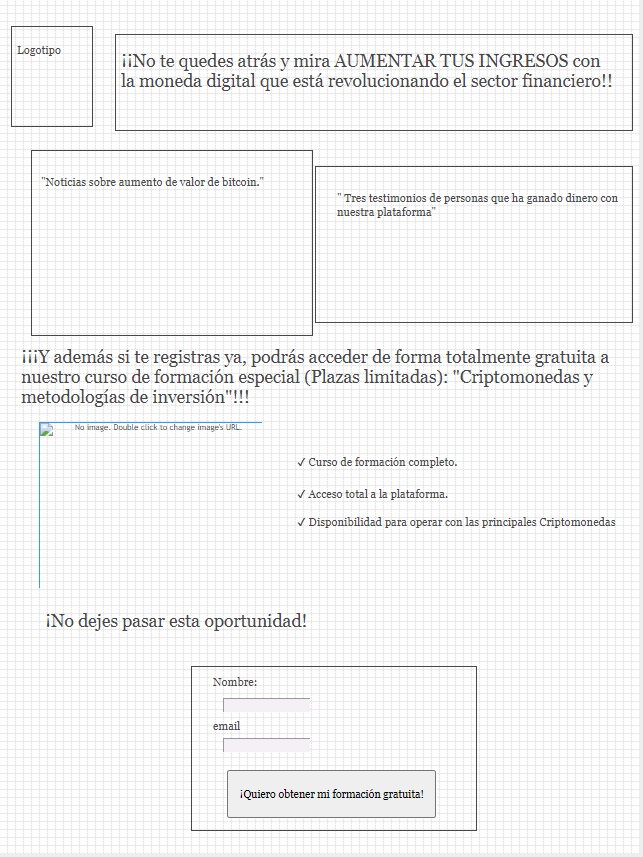 Logotipo
¡¡No te quedes atrás y mira AUMENTAR TUS INGRESOS con
la moneda digital que está revolucionando el sector financiero!!
"Noticias sobre aumento de valor de bitcoin."
" Tres testimonios de personas que ha ganado dinero con
nuestra plataforma"
¡¡¡Y además si te registras ya, podrás acceder de forma totalmente gratuita a
nuestro curso de formación especial (Plazas limitadas): "Criptomonedas y
metodologías de inversión"!!!
No image. Double click to change image's URL.
✓ Curso de formación completo.
✓ Acceso total a la plataforma.
✓ Disponibilidad para operar con las principales Criptomonedas
¡No dejes pasar esta oportunidad!
Nombre:
email
¡Quiero obtener mi formación gratuita!